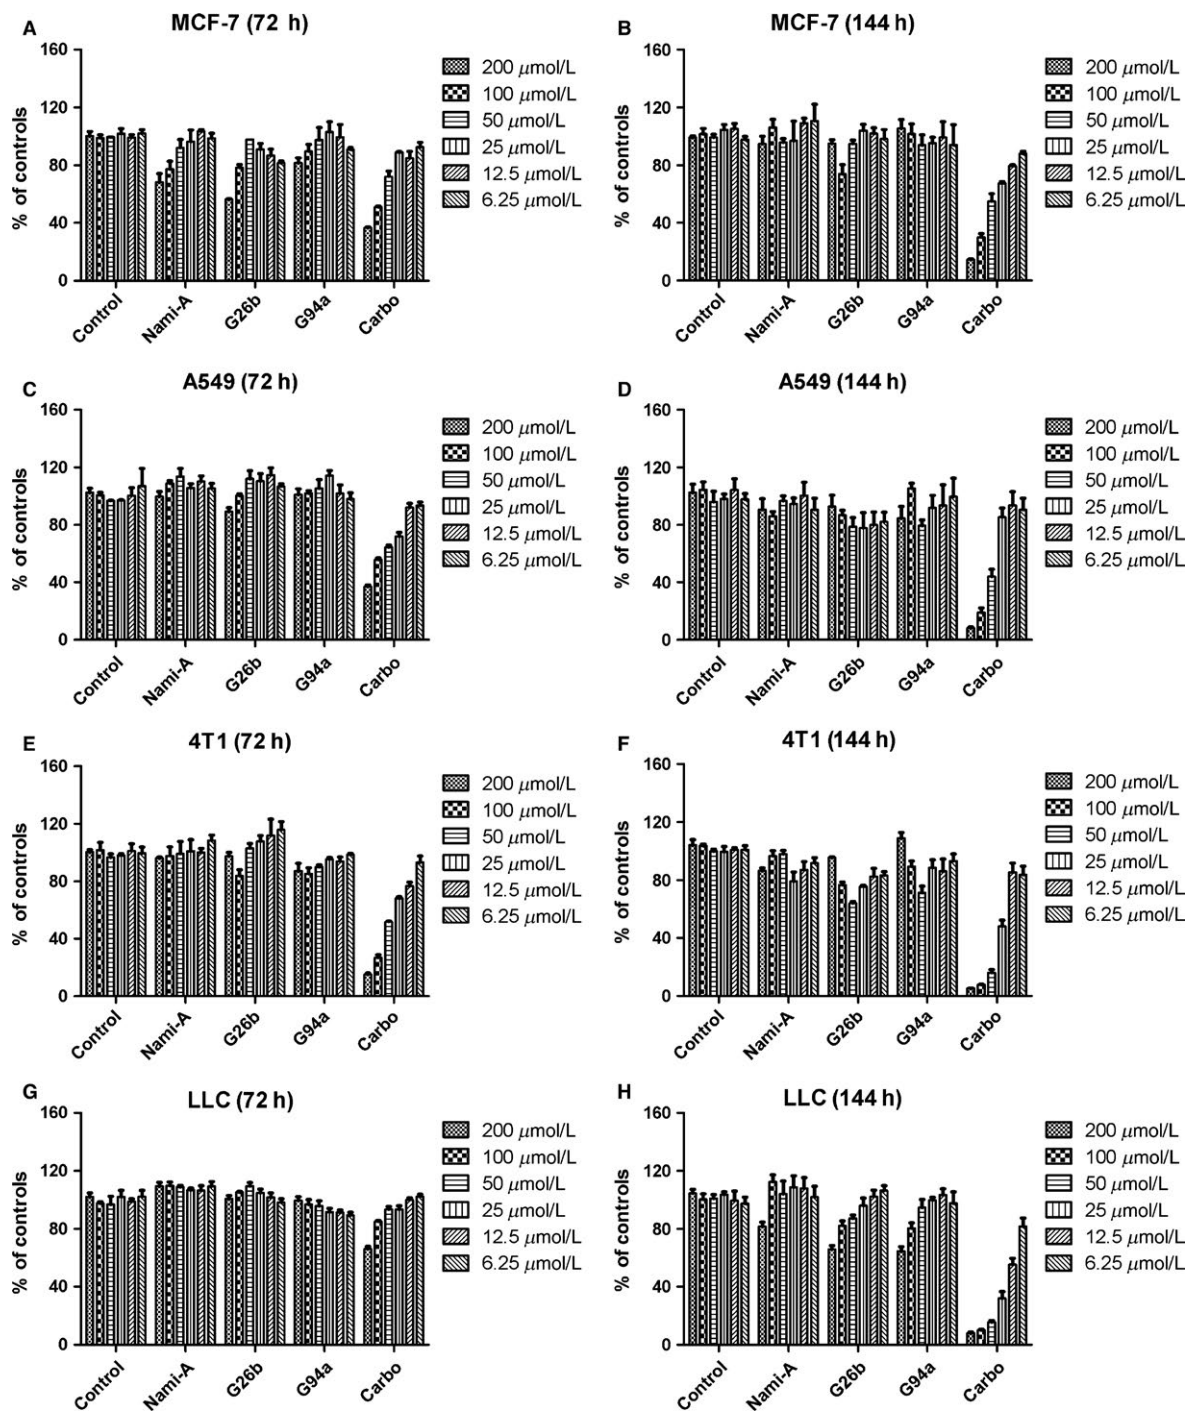 A
MCF-7 (72 h)
% of controls
160
120
80
40
0
Control
Nami-A
G26b
G94a
Carbo
200 µmol/L
100 µmol/L
50 µmol/L
25 µmol/L
12.5 µmol/L
6.25 µmol/L
B
MCF-7 (144 h)
% of controls
160
120
80
40
0
Control
Nami-A
G26b
G94a
Carbo
200 µmol/L
100 µmol/L
50 µmol/L
25 µmol/L
12.5 µmol/L
6.25 µmol/L
C
A549 (72 h)
% of controls
160
120
80
40
0
Control
Nami-A
G26b
G94a
Carbo
200 µmol/L
100 µmol/L
50 µmol/L
25 µmol/L
12.5 µmol/L
6.25 µmol/L
D
A549 (144 h)
% of controls
160
120
80
40
0
Control
Nami-A
G26b
G94a
Carbo
200 µmol/L
100 µmol/L
50 µmol/L
25 µmol/L
12.5 µmol/L
6.25 µmol/L
E
4T1 (72 h)
% of controls
160
120
80
40
0
Control
Nami-A
G26b
G94a
Carbo
200 µmol/L
100 µmol/L
50 µmol/L
25 µmol/L
12.5 µmol/L
6.25 µmol/L
F
4T1 (144 h)
% of controls
160
120
80
40
0
Control
Nami-A
G26b
G94a
Carbo
200 µmol/L
100 µmol/L
50 µmol/L
25 µmol/L
12.5 µmol/L
6.25 µmol/L
G
LLC (72 h)
% of controls
160
120
80
40
0
Control
Nami-A
G26b
G94a
Carbo
200 µmol/L
100 µmol/L
50 µmol/L
25 µmol/L
12.5 µmol/L
6.25 µmol/L
H
LLC (144 h)
% of controls
160
120
80
40
0
Control
Nami-A
G26b
G94a
Carbo
200 µmol/L
100 µmol/L
50 µmol/L
25 µmol/L
12.5 µmol/L
6.25 µmol/L